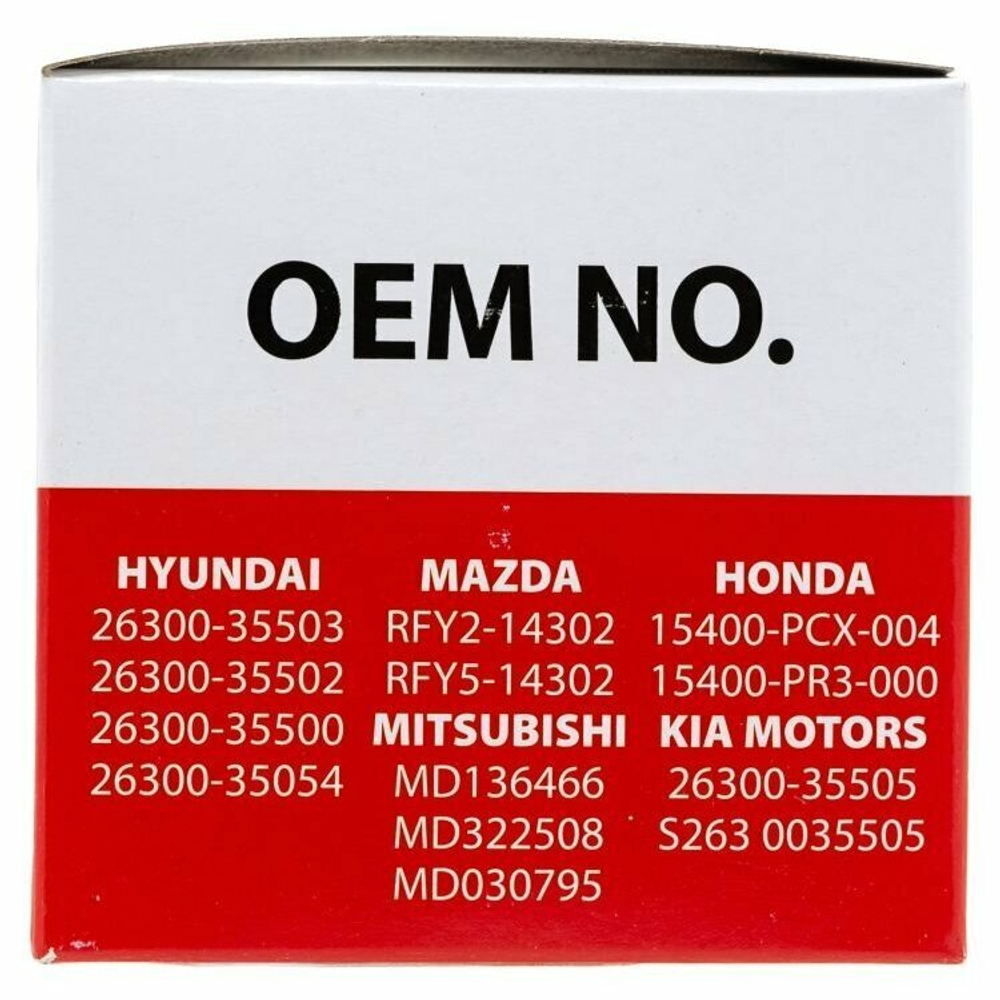 OEM NO.
HYUNDAI
26300-35503
26300-35502
26300-35500
26300-35054
MAZDA
RFY2-14302
RFY5-14302
MITSUBISHI
MD136466
MD322508
MD030795
HONDA
15400-PCX-004
15400-PR3-000
KIA MOTORS
26300-35505
S263 0035505